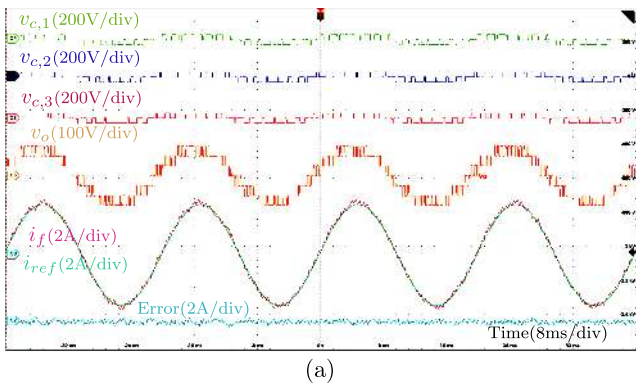 v_{c,1}(200V/div)
v_{c,2}(200V/div)
v_{c,3}(200V/div)
v_o(100V/div)
i_f(2A/div)
i_{ref}(2A/div)
Error(2A/div)
Time(8ms/div)
(a)